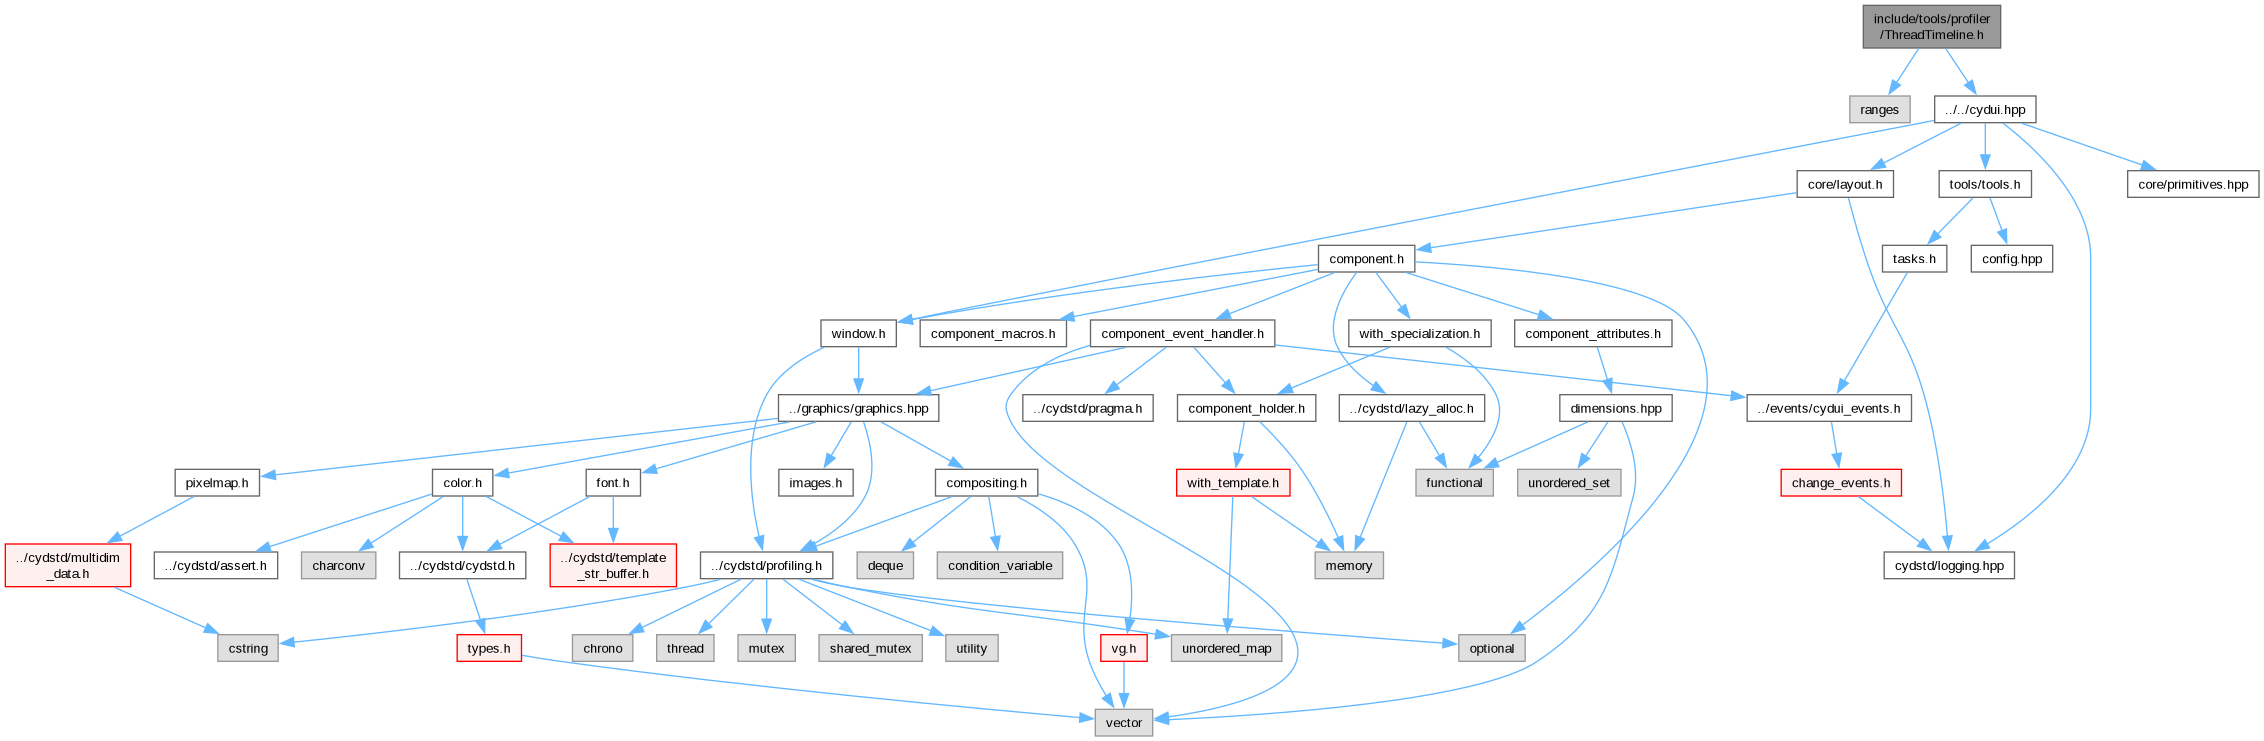 include/tools/profiler
/ThreadTimeline.h
ranges
../../cydui.hpp
core/layout.h
tools/tools.h
core/primitives.hpp
component.h
tasks.h
config.hpp
window.h
component_macros.h
component_event_handler.h
with_specialization.h
component_attributes.h
../graphics/graphics.hpp
../cydstd/pragma.h
component_holder.h
../cydstd/lazy_alloc.h
dimensions.hpp
../events/cydui_events.h
pixelmap.h
color.h
font.h
images.h
compositing.h
with_template.h
functional
unordered_set
change_events.h
../cydstd/multidim
_data.h
../cydstd/assert.h
charconv
../cydstd/cydstd.h
../cydstd/template
_str_buffer.h
../cydstd/profiling.h
deque
condition_variable
memory
cydstd/logging.hpp
cstring
types.h
chrono
thread
mutex
shared_mutex
utility
vg.h
unordered_map
optional
vector